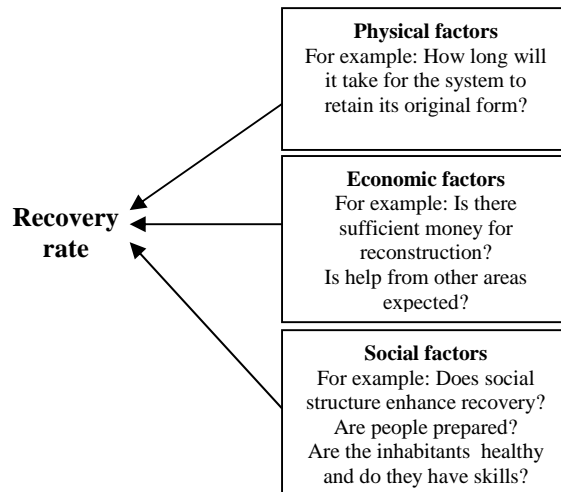 Physical factors
For example: How long will
it take for the system to
retain its original form?
Economic factors
For example: Is there
sufficient money for
reconstruction?
Is help from other areas
expected?
Recovery
rate
Social factors
For example: Does social
structure enhance recovery?
Are people prepared?
Are the inhabitants healthy
and do they have skills?